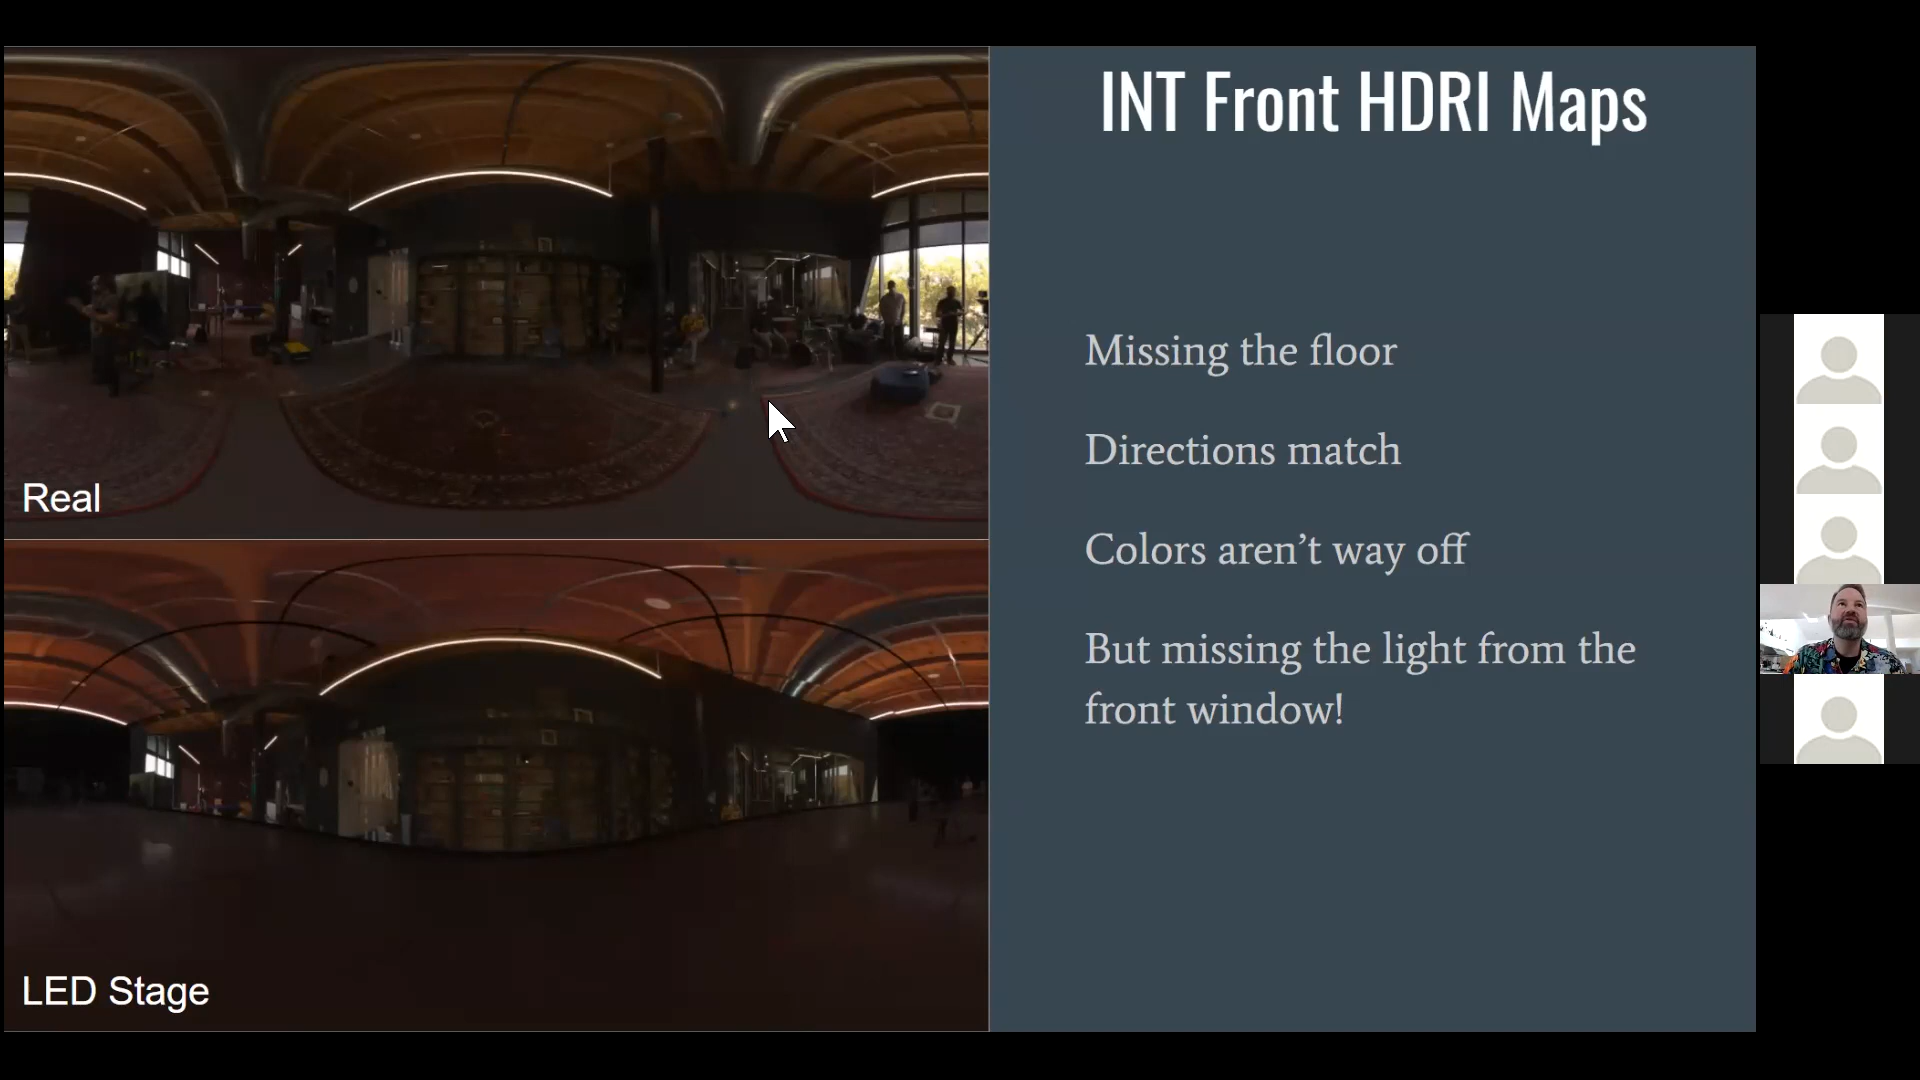 INT Front HDRI Maps
Missing the floor
Directions match
Colors aren’t way off
But missing the light from the
front window!
Real
LED Stage